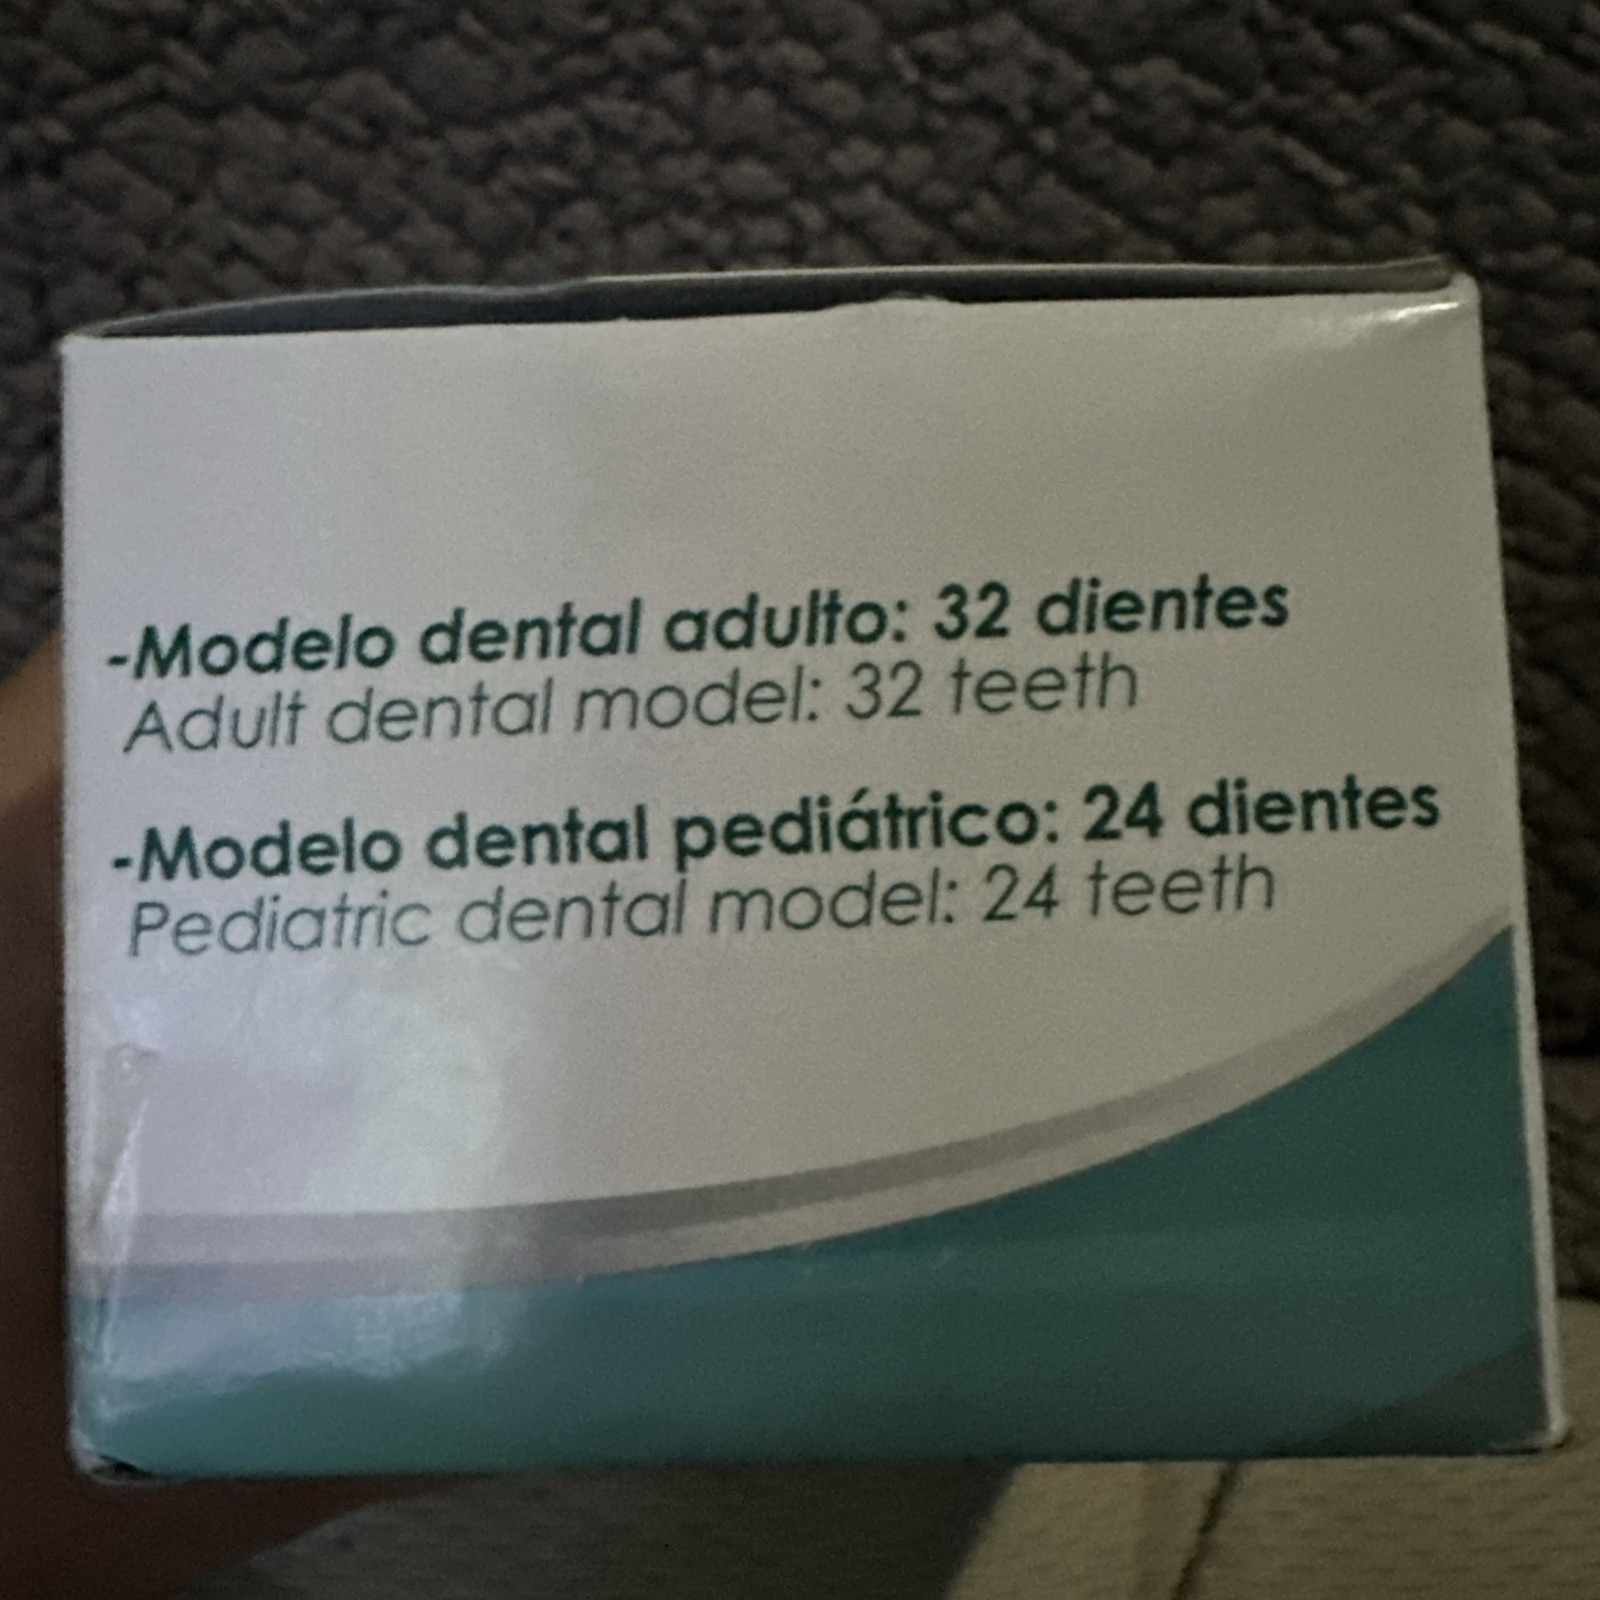 -Modelo dental adulto: 32 dientes
Adult dental model: 32 teeth
-Modelo dental pediátrico: 24 dientes
Pediatric dental model: 24 teeth